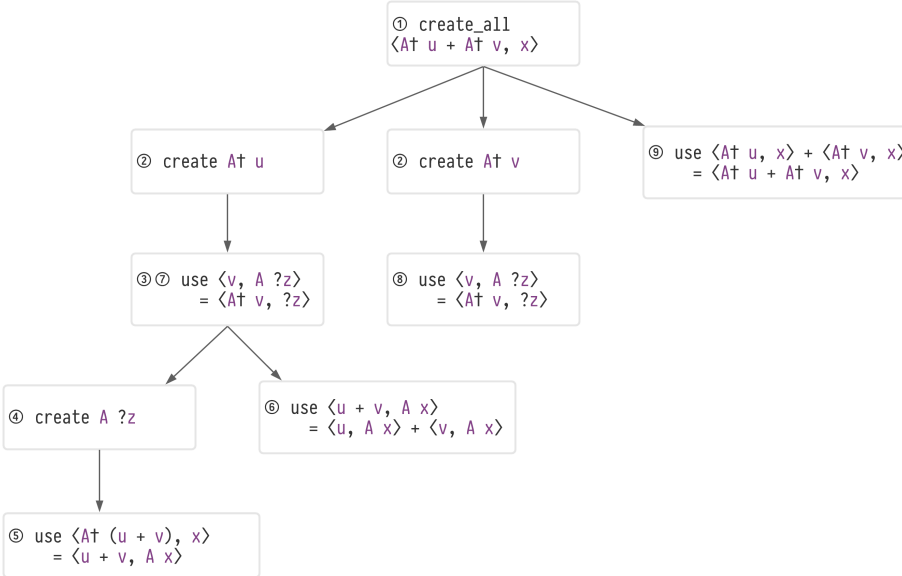 ① create_all
⟨A† u + A† v, x⟩
② create A† u
② create A† v
⑨ use ⟨A† u, x⟩ + ⟨A† v, x⟩
= ⟨A† u + A† v, x⟩
③⑦ use ⟨v, A ?z⟩
= ⟨A† v, ?z⟩
⑧ use ⟨v, A ?z⟩
= ⟨A† v, ?z⟩
④ create A ?z
⑥ use ⟨u + v, A x⟩
= ⟨u, A x⟩ + ⟨v, A x⟩
⑤ use ⟨A† (u + v), x⟩
= ⟨u + v, A x⟩